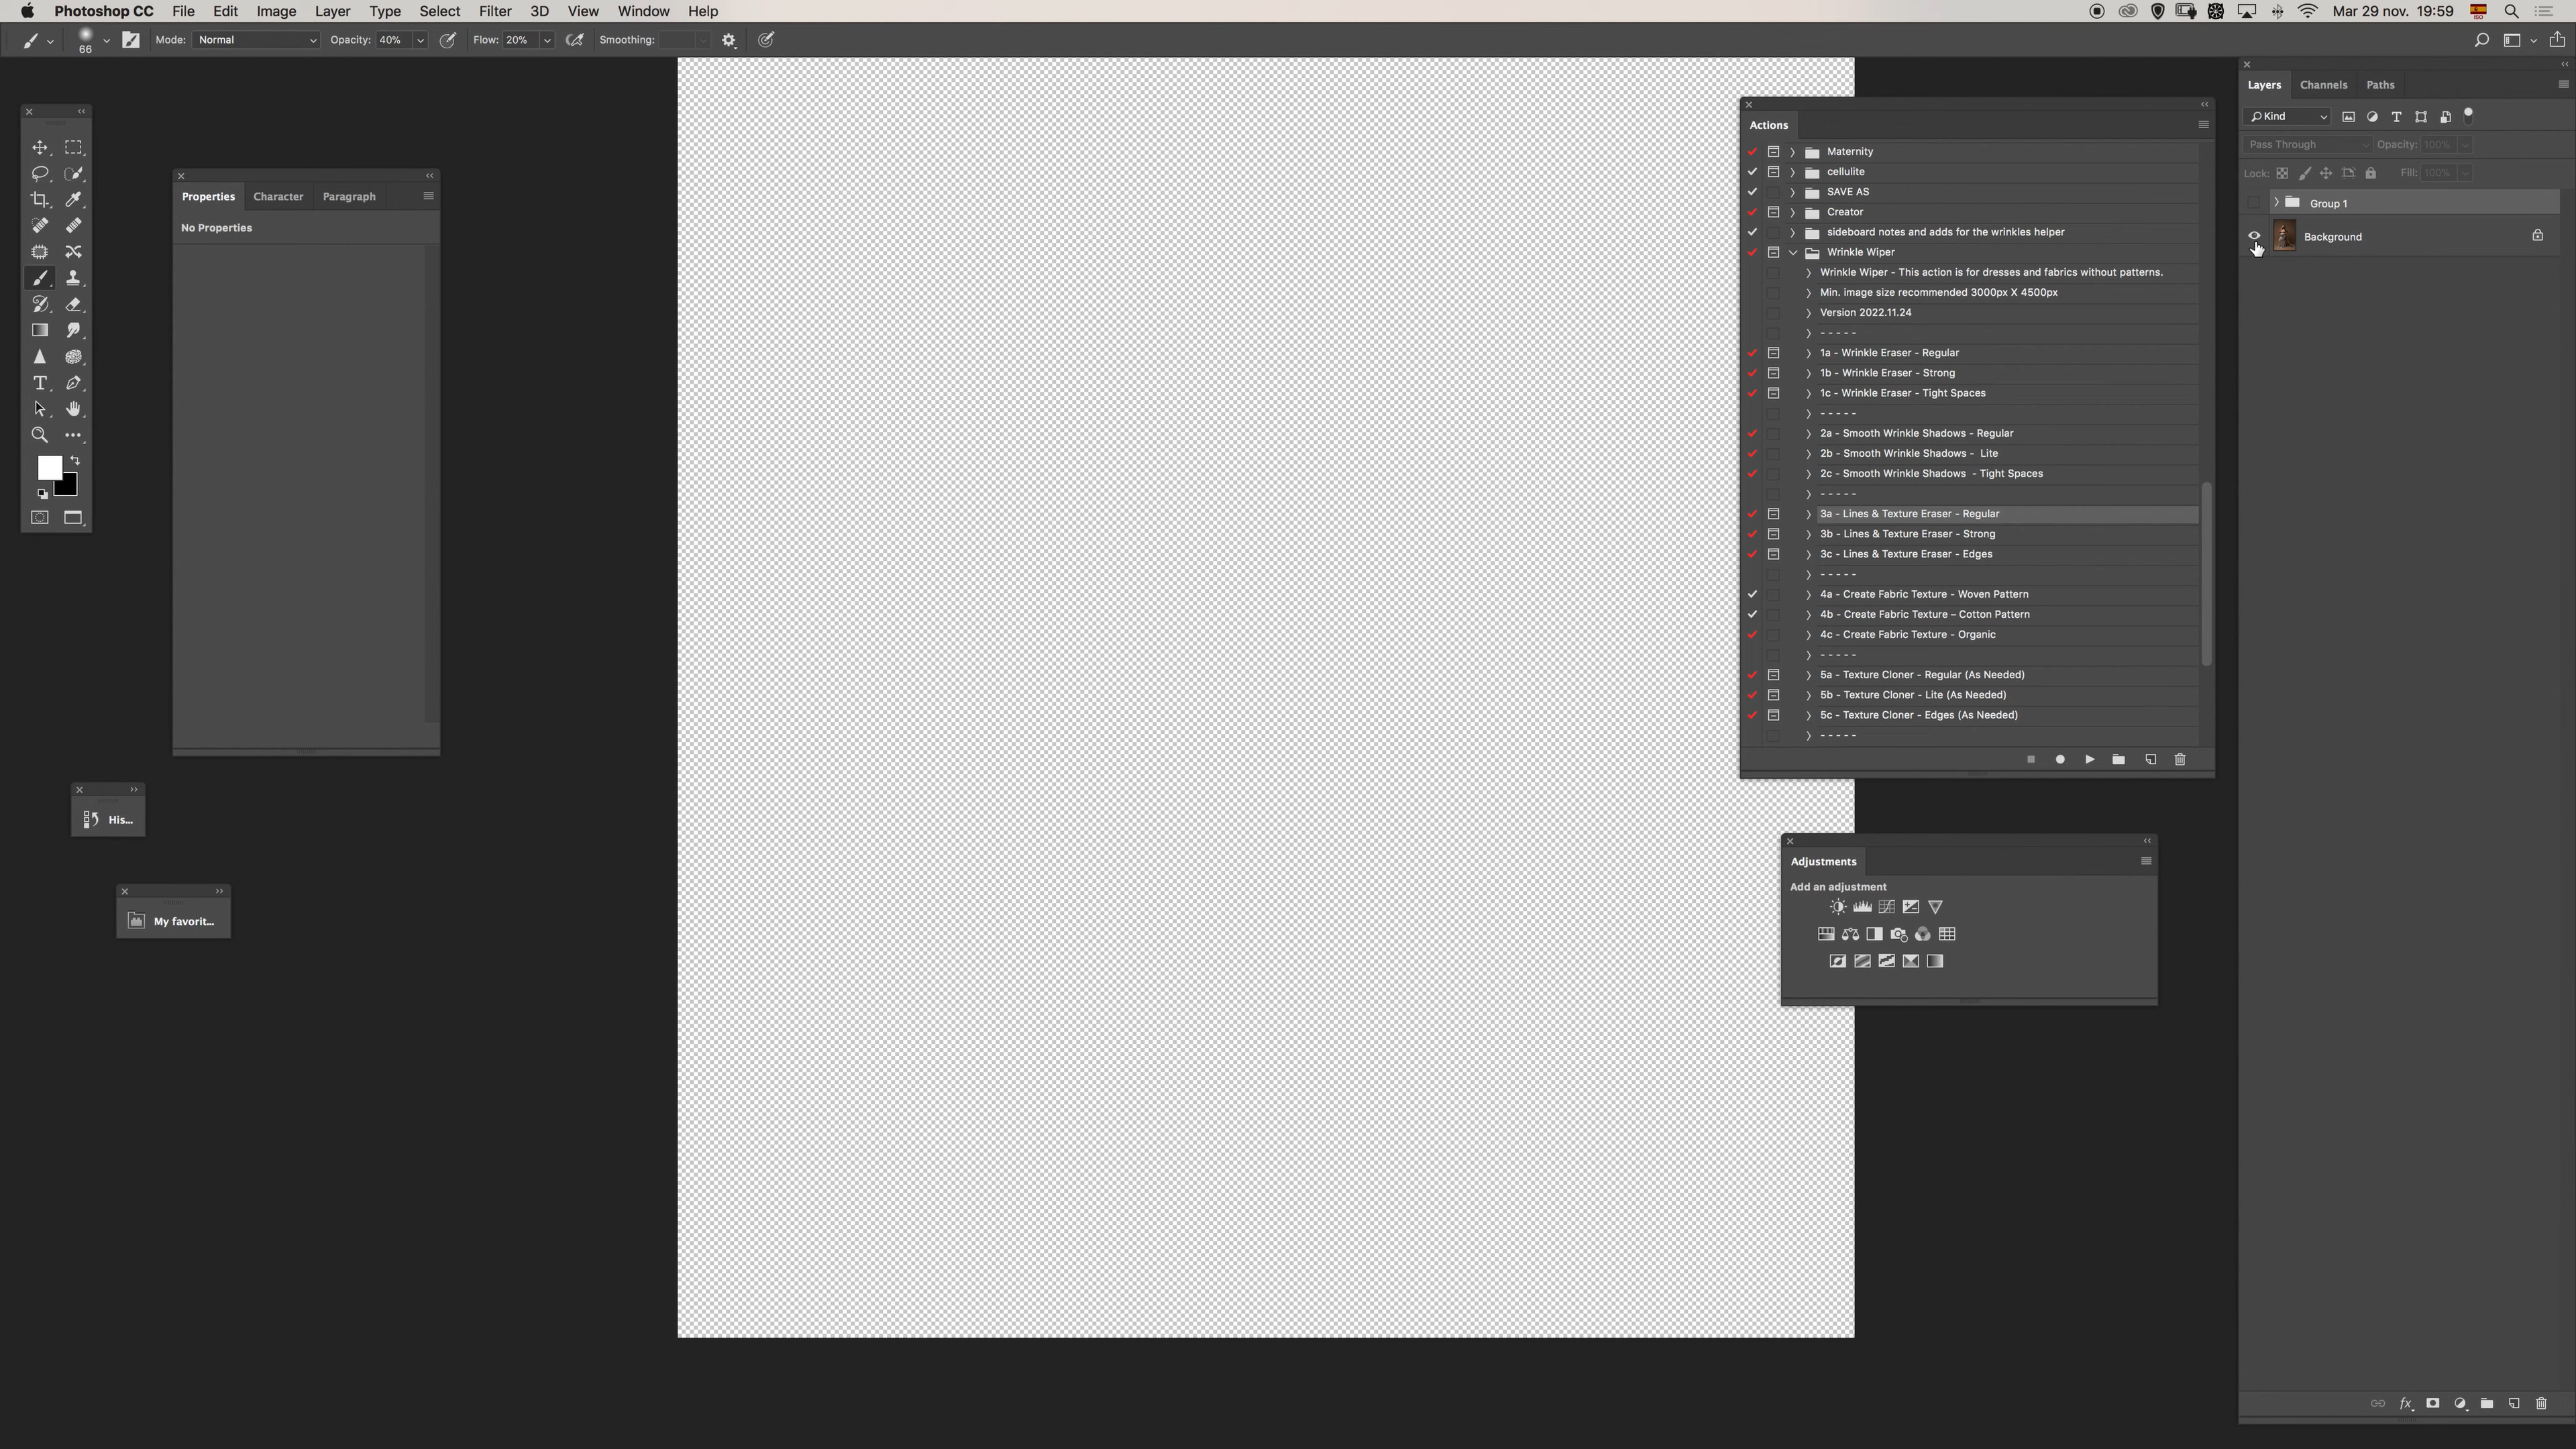 Photoshop CC File Edit Image Layer Type Select Filter 3D View Window Help
Mar 29 nov. 19:59
ISO
66
Mode: Normal Opacity: 40% Flow: 20% Smoothing:
Properties Character Paragraph
No Properties
His...
My favorit...
Actions
Maternity
cellulite
SAVE AS
Creator
sideboard notes and adds for the wrinkles helper
Wrinkle Wiper
Wrinkle Wiper - This action is for dresses and fabrics without patterns.
Min. image size recommended 3000px X 4500px
Version 2022.11.24
- - - - -
1a - Wrinkle Eraser - Regular
1b - Wrinkle Eraser - Strong
1c - Wrinkle Eraser - Tight Spaces
- - - - -
2a - Smooth Wrinkle Shadows - Regular
2b - Smooth Wrinkle Shadows - Lite
2c - Smooth Wrinkle Shadows - Tight Spaces
- - - - -
3a - Lines & Texture Eraser - Regular
3b - Lines & Texture Eraser - Strong
3c - Lines & Texture Eraser - Edges
- - - - -
4a - Create Fabric Texture - Woven Pattern
4b - Create Fabric Texture – Cotton Pattern
4c - Create Fabric Texture - Organic
- - - - -
5a - Texture Cloner - Regular (As Needed)
5b - Texture Cloner - Lite (As Needed)
5c - Texture Cloner - Edges (As Needed)
- - - - -
Adjustments
Add an adjustment
Layers Channels Paths
Kind
Pass Through Opacity: 100%
Lock: Fill: 100%
Group 1
Background
fx